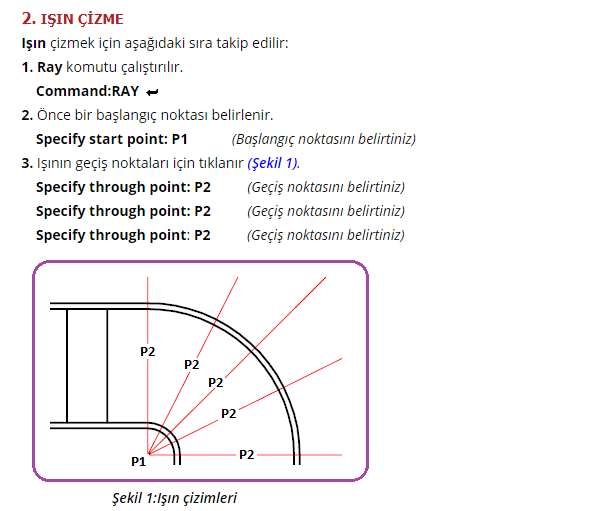 2. IŞIN ÇİZME
Işın çizmek için aşağıdaki sıra takip edilir:
1. Ray komutu çalıştırılır.
Command:RAY ↵
2. Önce bir başlangıç noktası belirlenir.
Specify start point: P1 (Başlangıç noktasını belirtiniz)
3. Işının geçiş noktaları için tıklanır (Şekil 1).
Specify through point: P2 (Geçiş noktasını belirtiniz)
Specify through point: P2 (Geçiş noktasını belirtiniz)
Specify through point: P2 (Geçiş noktasını belirtiniz)
P2
P2
P2
P2
P2
P1
Şekil 1:Işın çizimleri